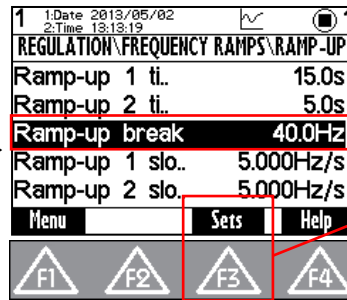 1 1:Date 2013/05/02
2:Time 13:13:19
REGULATION\FREQUENCY RAMPS\RAMP-UP
Ramp-up 1 ti.. 15.0s
Ramp-up 2 ti.. 5.0s
Ramp-up break 40.0Hz
Ramp-up 1 slo.. 5.000Hz/s
Ramp-up 2 slo.. 5.000Hz/s
Menu Sets Help
F1 F2 F3 F4